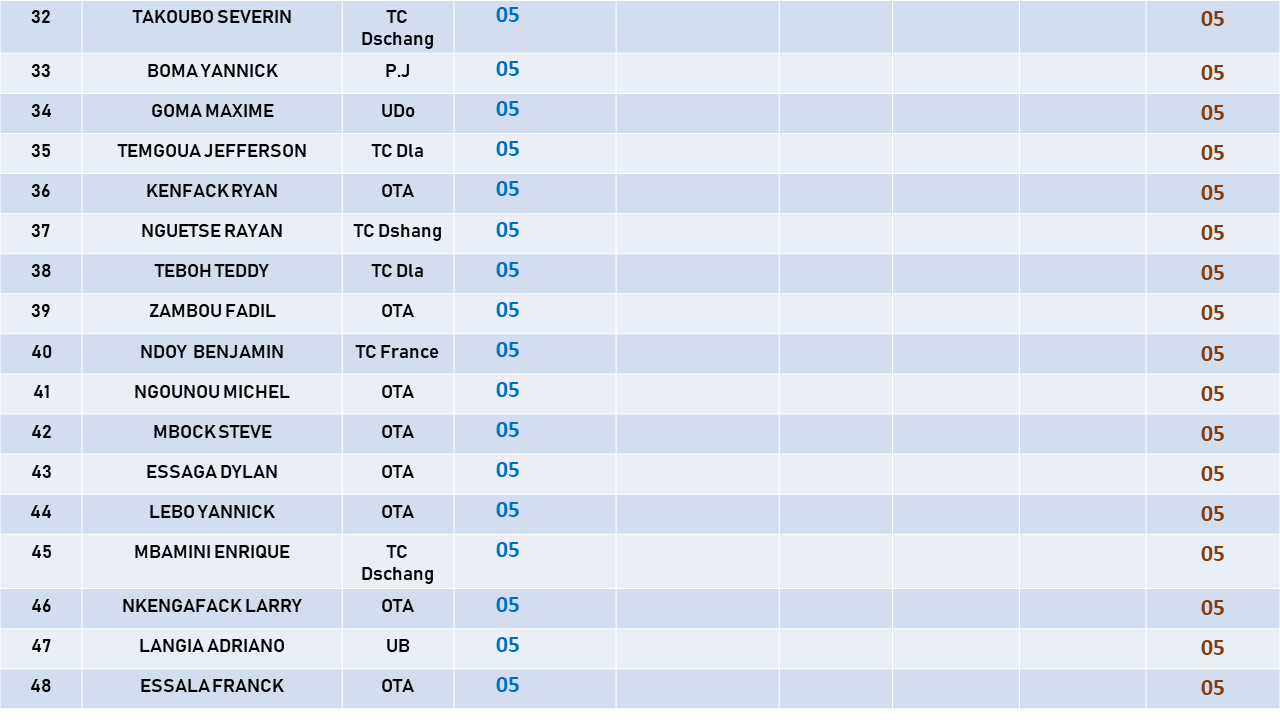 32 TAKOUBO SEVERIN TC 05 05
Dschang
33 BOMA YANNICK P.J 05 05
34 GOMA MAXIME UDo 05 05
35 TEMGOUA JEFFERSON TC Dla 05 05
36 KENFACK RYAN OTA 05 05
37 NGUETSE RAYAN TC Dshang 05 05
38 TEBOH TEDDY TC Dla 05 05
39 ZAMBOU FADIL OTA 05 05
40 NDOY BENJAMIN TC France 05 05
41 NGOUNOU MICHEL OTA 05 05
42 MBOCK STEVE OTA 05 05
43 ESSAGA DYLAN OTA 05 05
44 LEBO YANNICK OTA 05 05
45 MBAMINI ENRIQUE TC 05 05
Dschang
46 NKENGAFACK LARRY OTA 05 05
47 LANGIA ADRIANO UB 05 05
48 ESSALA FRANCK OTA 05 05